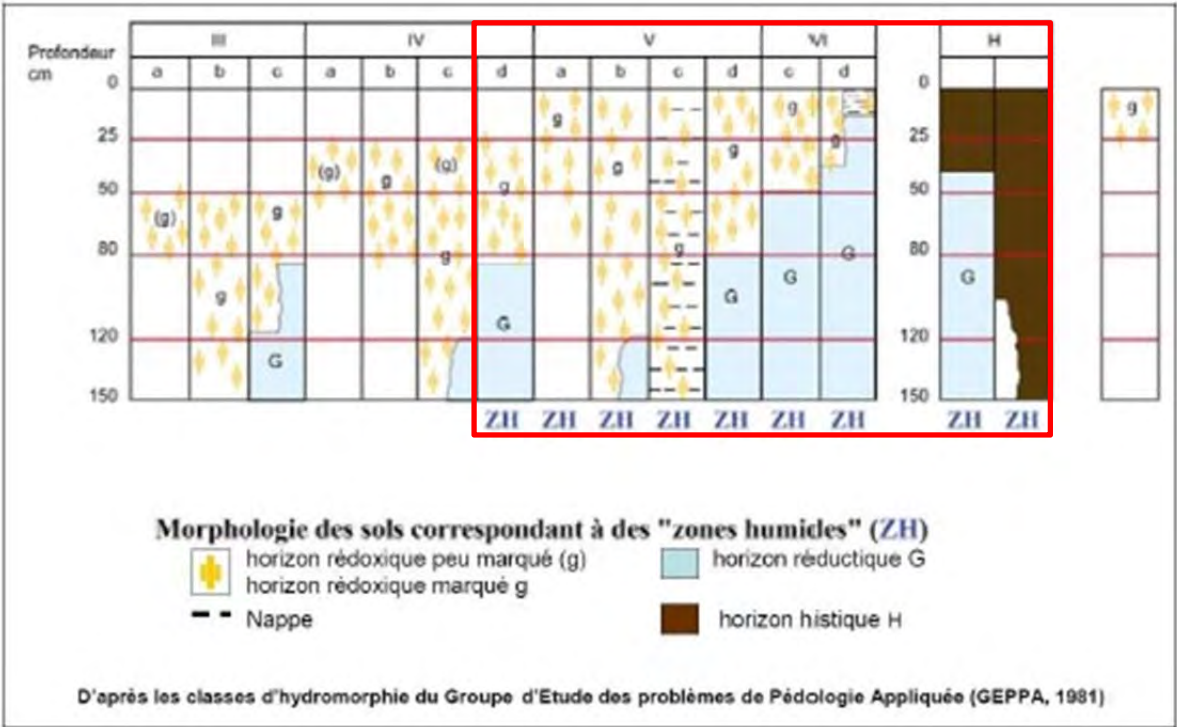 III IV V VI H
Profondeur
cm
a b c a b c d a b c d c d
0 0
g g g
25 25
(g) g (g) g g g g
50 50
(g) g g
80 80
g g g G
g G G G G
120 120
G
150 150
ZH ZH ZH ZH ZH ZH ZH ZH ZH
Morphologie des sols correspondant à des "zones humides" (ZH)
horizon rédoxique peu marqué (g) horizon réductique G
horizon rédoxique marqué g
Nappe horizon histique H
D'après les classes d'hydromorphie du Groupe d'Etude des problèmes de Pédologie Appliquée (GEPPA, 1981)